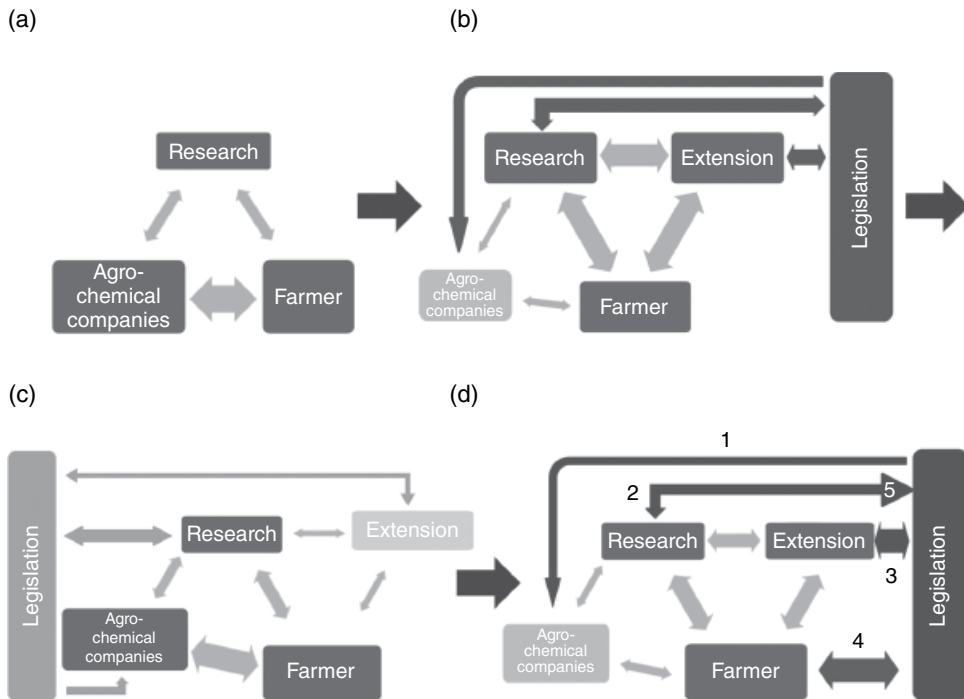 (a)
Research
Agro-
chemical
companies
Farmer
(b)
Research
Extension
Legislation
Agro-
chemical
companies
Farmer
(c)
Legislation
Research
Extension
Agro-
chemical
companies
Farmer
(d)
1
2
5
Research
Extension
3
Legislation
Agro-
chemical
companies
Farmer
4